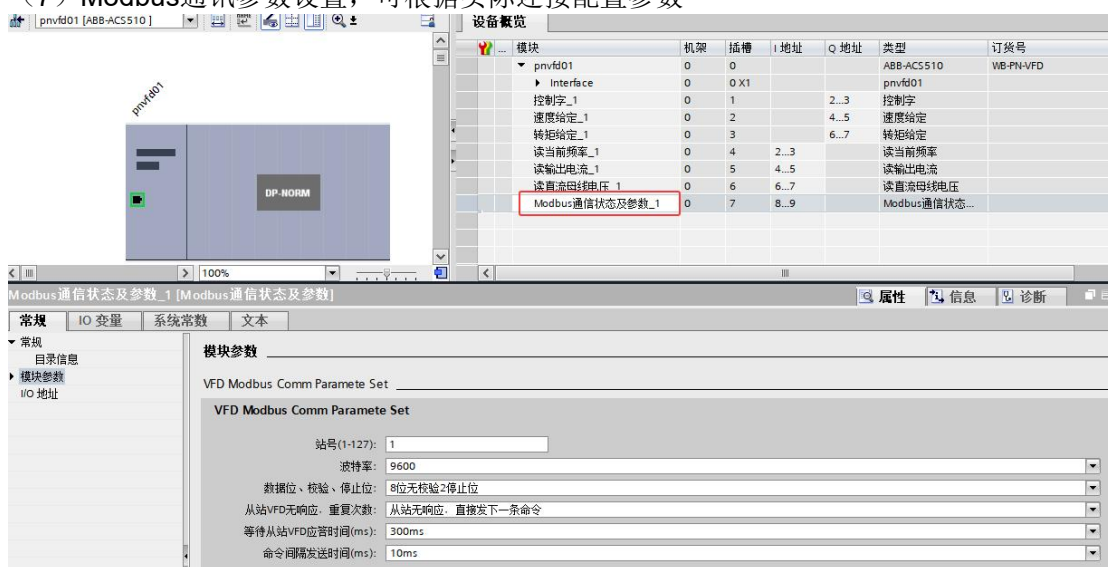 （7）Modbus通讯参数设置，可根据实际连接配置参数
pnvfd01 [ABB-ACS510 ]
设备概览
... 模块 机架 插槽 I 地址 Q 地址 类型 订货号
pnvfd01 0 0 ABB-ACS510 WB-PN-VFD
Interface 0 0 X1 pnvfd01
控制字_1 0 1 2...3 控制字
速度给定_1 0 2 4...5 速度给定
转矩给定_1 0 3 6...7 转矩给定
读当前频率_1 0 4 2...3 读当前频率
读输出电流_1 0 5 4...5 读输出电流
读直流母线电压_1 0 6 6...7 读直流母线电压
Modbus通信状态及参数_1 0 7 8...9 Modbus通信状态...
pnvfd01
DP-NORM
100%
Modbus通信状态及参数_1 [Modbus通信状态及参数]
属性 信息 诊断
常规 IO 变量 系统常数 文本
常规
目录信息
模块参数
I/O 地址
模块参数
VFD Modbus Comm Paramete Set
VFD Modbus Comm Paramete Set
站号(1-127): 1
波特率: 9600
数据位、校验、停止位: 8位无校验2停止位
从站VFD无响应．重复次数: 从站无响应．直接发下一条命令
等待从站VFD应答时间(ms): 300ms
命令间隔发送时间(ms): 10ms